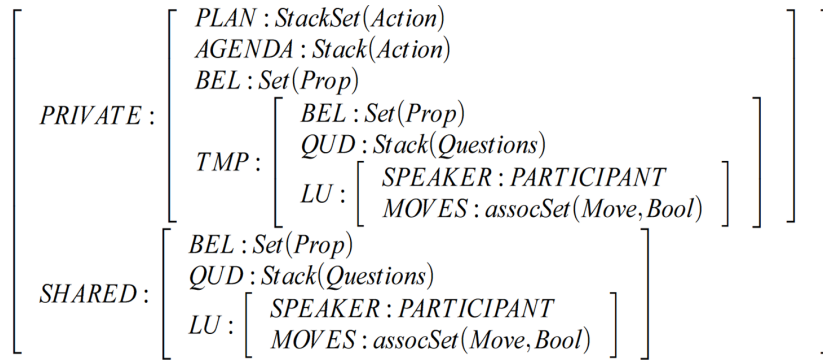 PLAN : StackSet(Action)
AGENDA : Stack(Action)
BEL : Set(Prop)
PRIVATE :
BEL : Set(Prop)
QUD : Stack(Questions)
TMP :
SPEAKER : PARTICIPANT
LU :
MOVES : assocSet(Move, Bool)
BEL : Set(Prop)
QUD : Stack(Questions)
SHARED :
SPEAKER : PARTICIPANT
LU :
MOVES : assocSet(Move, Bool)